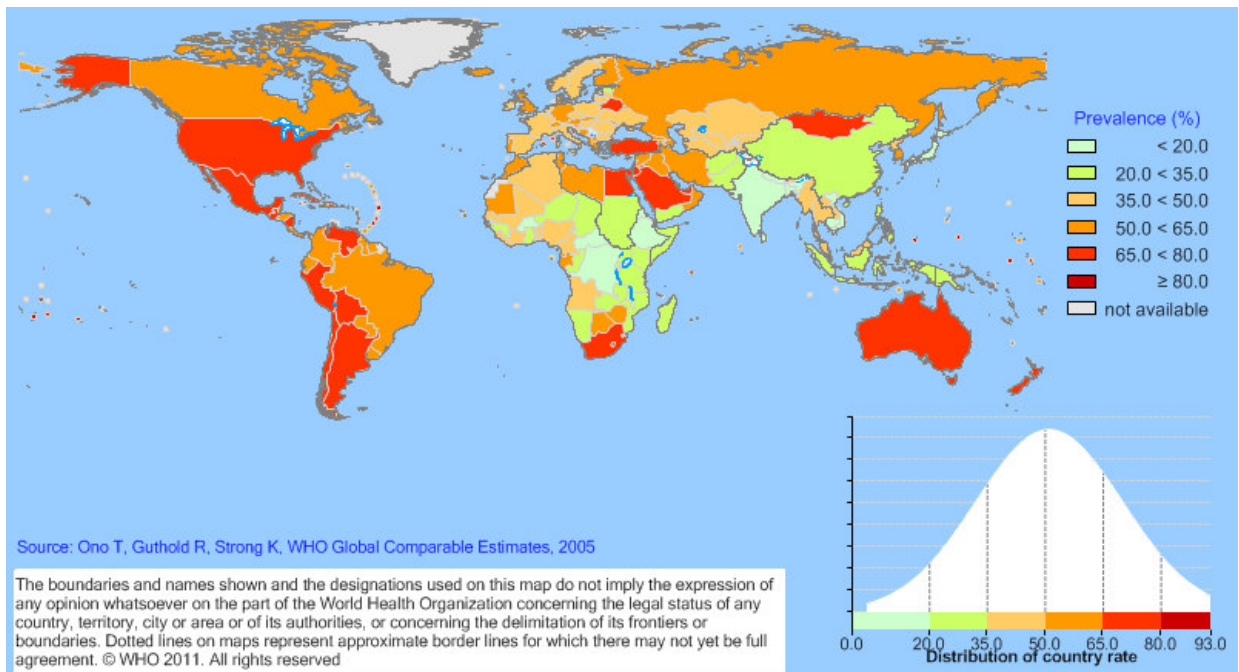 Prevalence (%)
< 20.0
20.0 < 35.0
35.0 < 50.0
50.0 < 65.0
65.0 < 80.0
≥ 80.0
not available
Source: Ono T, Guthold R, Strong K, WHO Global Comparable Estimates, 2005
The boundaries and names shown and the designations used on this map do not imply the expression of
any opinion whatsoever on the part of the World Health Organization concerning the legal status of any
country, territory, city or area or of its authorities, or concerning the delimitation of its frontiers or
boundaries. Dotted lines on maps represent approximate border lines for which there may not yet be full
agreement. © WHO 2011. All rights reserved
0.0 20.0 35.0 50.0 65.0 80.0 93.0
Distribution of country rate